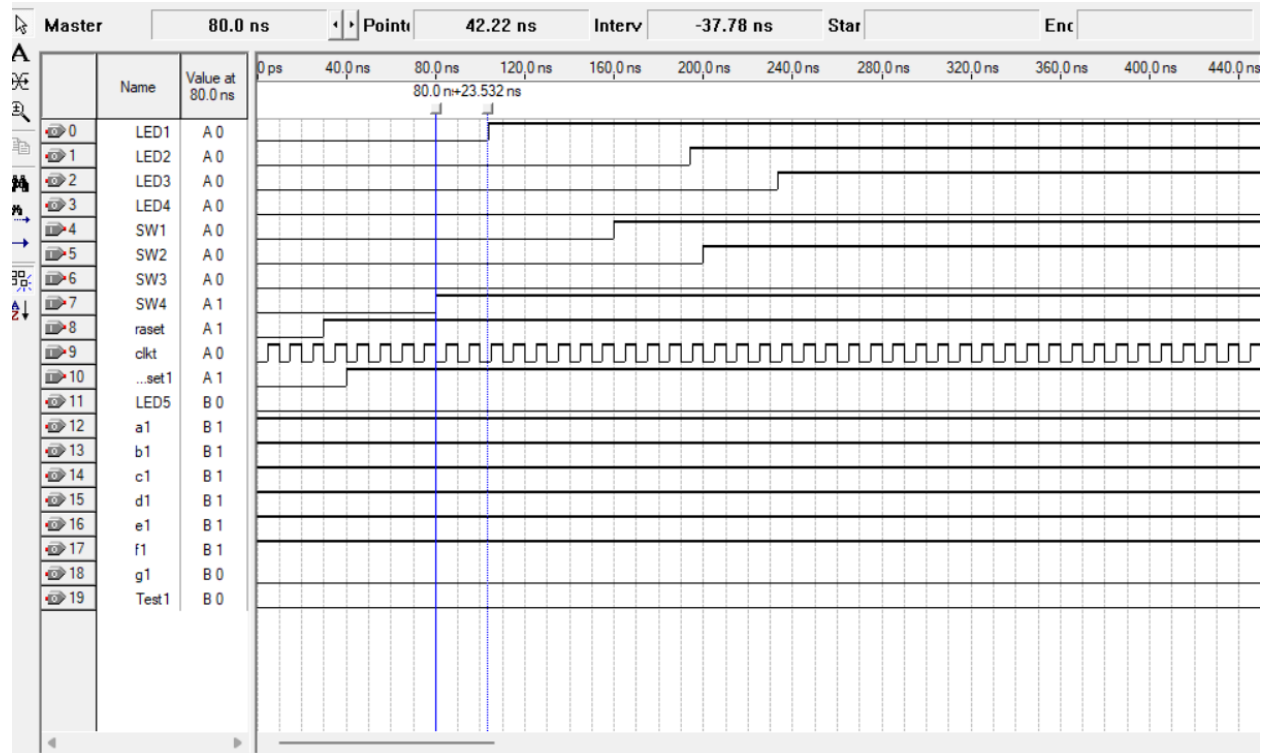 Master 80.0 ns Point 42.22 ns Interv -37.78 ns Star Enc
A
Name Value at 80.0 ns 0 ps 40.0 ns 80.0 ns 120.0 ns 160.0 ns 200.0 ns 240.0 ns 280.0 ns 320.0 ns 360.0 ns 400.0 ns 440.0 ns
80.0 n +23.532 ns
0 LED1 A 0
1 LED2 A 0
2 LED3 A 0
3 LED4 A 0
4 SW1 A 0
5 SW2 A 0
6 SW3 A 0
7 SW4 A 1
8 raset A 1
9 clkt A 0
10 ...set1 A 1
11 LED5 B 0
12 a1 B 1
13 b1 B 1
14 c1 B 1
15 d1 B 1
16 e1 B 1
17 f1 B 1
18 g1 B 0
19 Test1 B 0